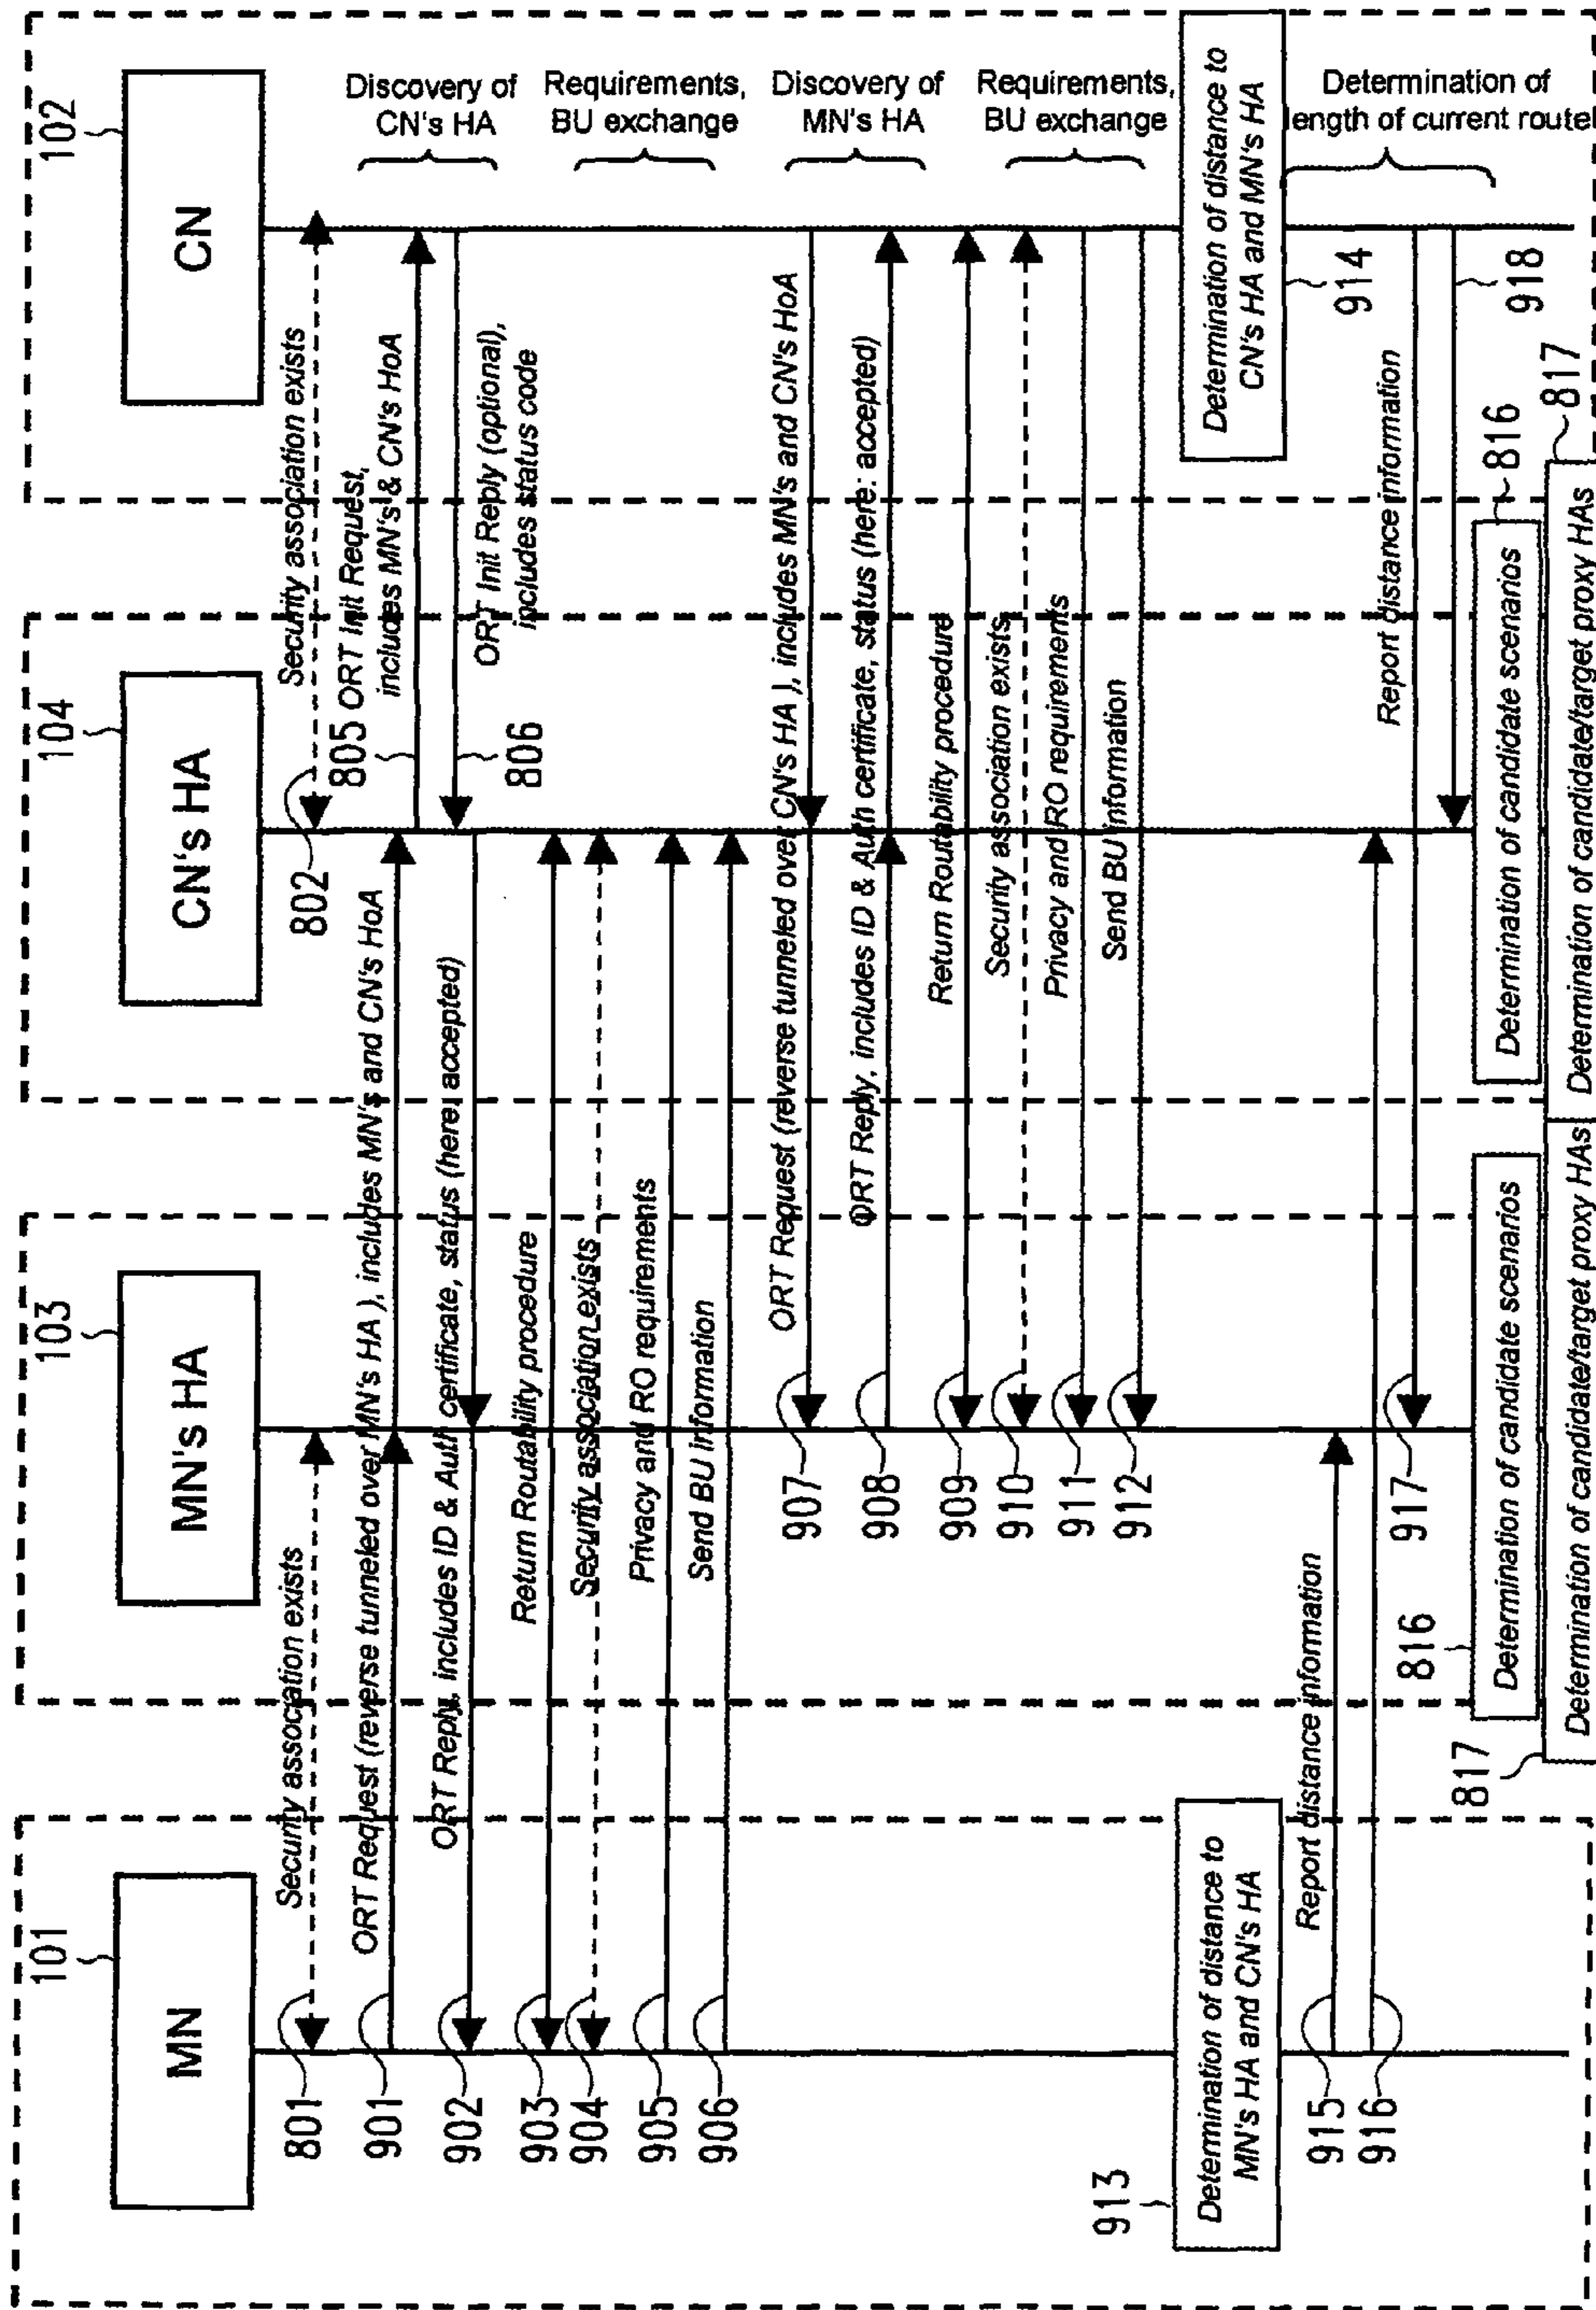 101
MN
103
MN's HA
104
CN's HA
102
CN
801
Security association exists
802
Security association exists
901
ORT Request (reverse tunneled over MN's HA ), includes MN's and CN's HoA
805
ORT Init Request,
includes MN's & CN's HoA
Discovery of
CN's HA
806
ORT Init Reply (optional),
includes status code
902
ORT Reply, includes ID & Auth certificate, status (here: accepted)
903
Return Routability procedure
Requirements,
BU exchange
904
Security association exists
905
Privacy and RO requirements
906
Send BU information
907
ORT Request (reverse tunneled over CN's HA ), includes MN's and CN's HoA
Discovery of
MN's HA
908
ORT Reply, includes ID & Auth certificate, status (here: accepted)
909
Return Routability procedure
Requirements,
BU exchange
910
Security association exists
911
Privacy and RO requirements
912
Send BU information
913
Determination of distance to
MN's HA and CN's HA
Determination of distance to
CN's HA and MN's HA
914
Determination of
length of current route
915
Report distance information
916
917
Report distance information
918
816
Determination of candidate scenarios
Determination of candidate scenarios
816
817
Determination of candidate/target proxy HAs
Determination of candidate/target proxy HAs
817